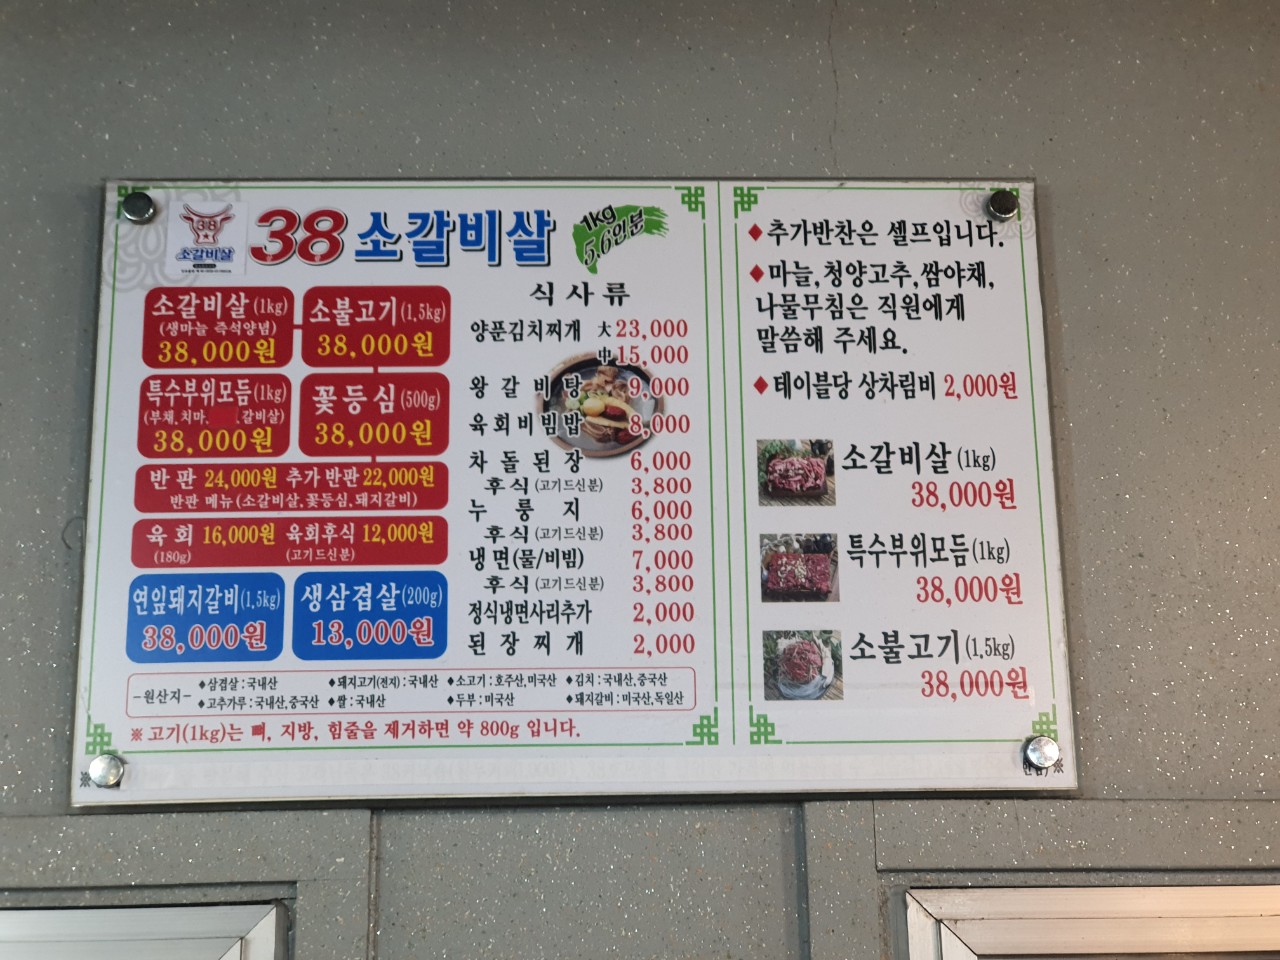 38
소갈비살
38 소갈비살
1kg
5,6인분
소갈비살(1kg)
(생마늘 즉석양념)
38,000원
소불고기(1,5kg)
38,000원
특수부위모듬(1kg)
(부채,치마, 갈비살)
38,000원
꽃등심(500g)
38,000원
반판 24,000원 추가반판 22,000원
반판 메뉴(소갈비살,꽃등심,돼지갈비)
육회 16,000원 육회후식 12,000원
(180g) (고기드신분)
연잎돼지갈비(1,5kg)
38,000원
생삼겹살(200g)
13,000원
식사류
양푼김치찌개 大 23,000
中 15,000
왕갈비탕 9,000
육회비빔밥 8,000
차돌된장 6,000
후식(고기드신분) 3,800
누룽지 6,000
후식(고기드신분) 3,800
냉면(물/비빔) 7,000
후식(고기드신분) 3,800
정식냉면사리추가 2,000
된장찌개 2,000
-원산지-
♦삼겹살:국내산 ♦돼지고기(전지):국내산 ♦소고기:호주산,미국산 ♦김치:국내산,중국산
♦고추가루:국내산,중국산 ♦쌀:국내산 ♦두부:미국산 ♦돼지갈비:미국산,독일산
※고기(1kg)는 뼈, 지방, 힘줄을 제거하면 약 800g 입니다.
♦추가반찬은 셀프입니다.
♦마늘,청양고추,쌈야채,
나물무침은 직원에게
말씀해 주세요.
♦테이블당 상차림비 2,000원
소갈비살(1kg)
38,000원
특수부위모듬(1kg)
38,000원
소불고기(1,5kg)
38,000원